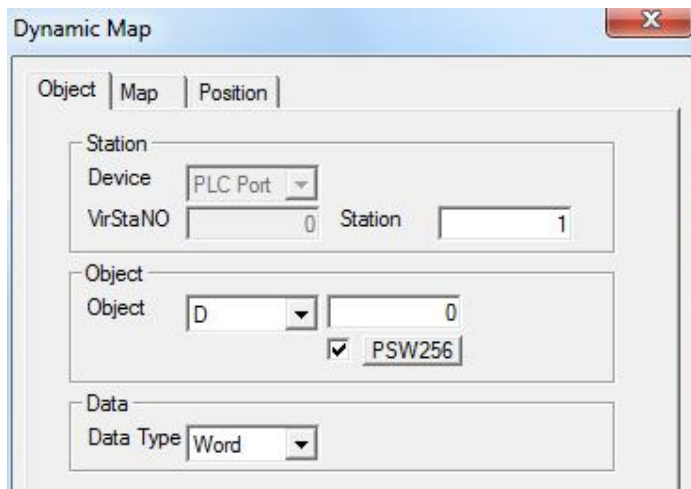 Dynamic Map
Object Map Position
Station
Device PLC Port
VirStaNO 0 Station 1
Object
Object D 0
PSW256
Data
Data Type Word